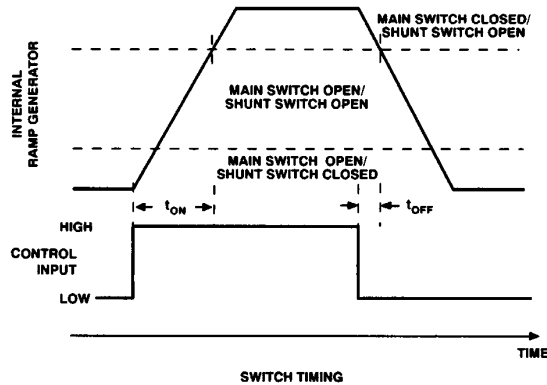 MAIN SWITCH CLOSED/
SHUNT SWITCH OPEN
INTERNAL
RAMP GENERATOR
MAIN SWITCH OPEN/
SHUNT SWITCH OPEN
MAIN SWITCH OPEN/
SHUNT SWITCH CLOSED
tON
tOFF
HIGH
CONTROL
INPUT
LOW
TIME
SWITCH TIMING